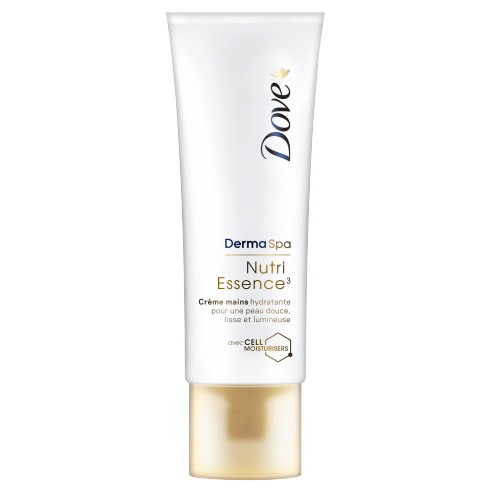 Dove
DermaSpa
Nutri
Essence³
Crème mains hydratante
pour une peau douce,
lisse et lumineuse
avec CELL
MOISTURISERS